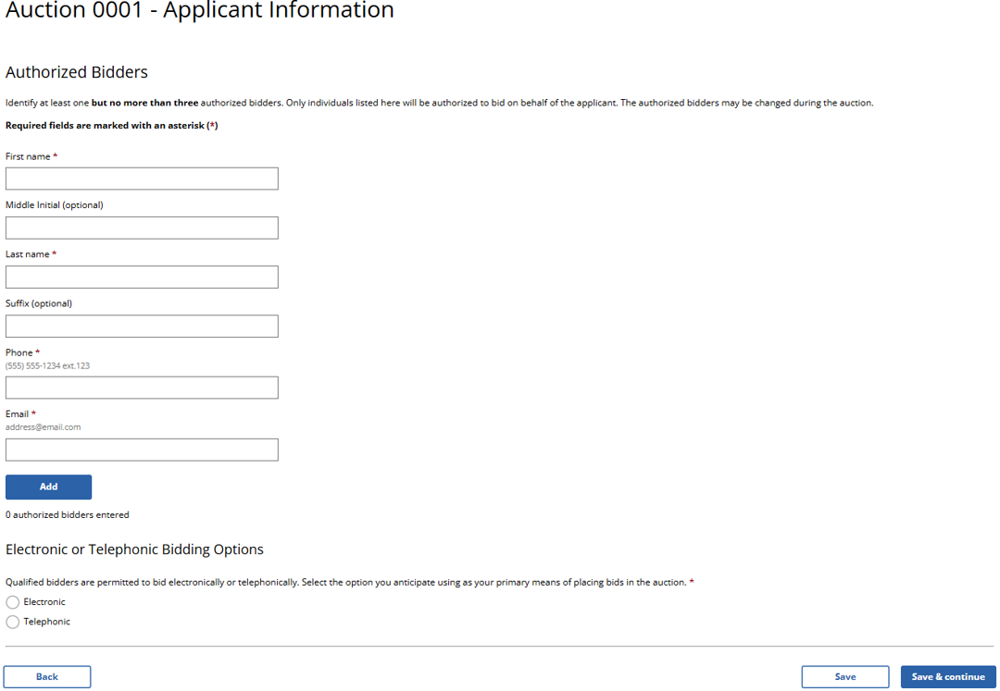 Auction 0001 - Applicant Information
Authorized Bidders
Identify at least one but no more than three authorized bidders. Only individuals listed here will be authorized to bid on behalf of the applicant. The authorized bidders may be changed during the auction.
Required fields are marked with an asterisk (*)
First name *
Middle Initial (optional)
Last name *
Suffix (optional)
Phone *
(555) 555-1234 ext.123
Email *
address@email.com
Add
0 authorized bidders entered
Electronic or Telephonic Bidding Options
Qualified bidders are permitted to bid electronically or telephonically. Select the option you anticipate using as your primary means of placing bids in the auction. *
Electronic
Telephonic
Back
Save
Save & continue